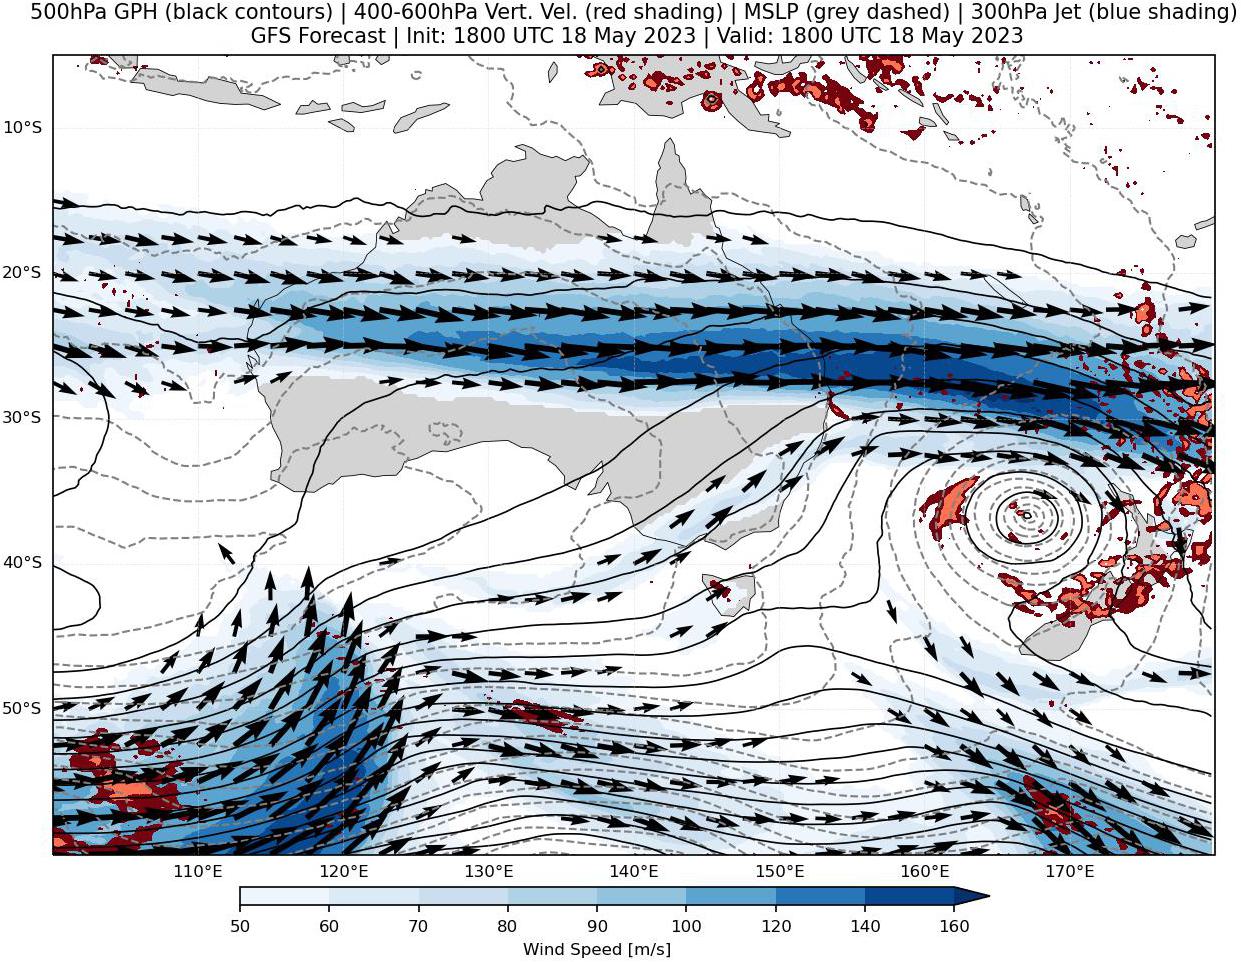 500hPa GPH (black contours) | 400-600hPa Vert. Vel. (red shading) | MSLP (grey dashed) | 300hPa Jet (blue shading)
GFS Forecast | Init: 1800 UTC 18 May 2023 | Valid: 1800 UTC 18 May 2023
10°S
20°S
30°S
40°S
50°S
110°E 120°E 130°E 140°E 150°E 160°E 170°E
50 60 70 80 90 100 120 140 160
Wind Speed [m/s]